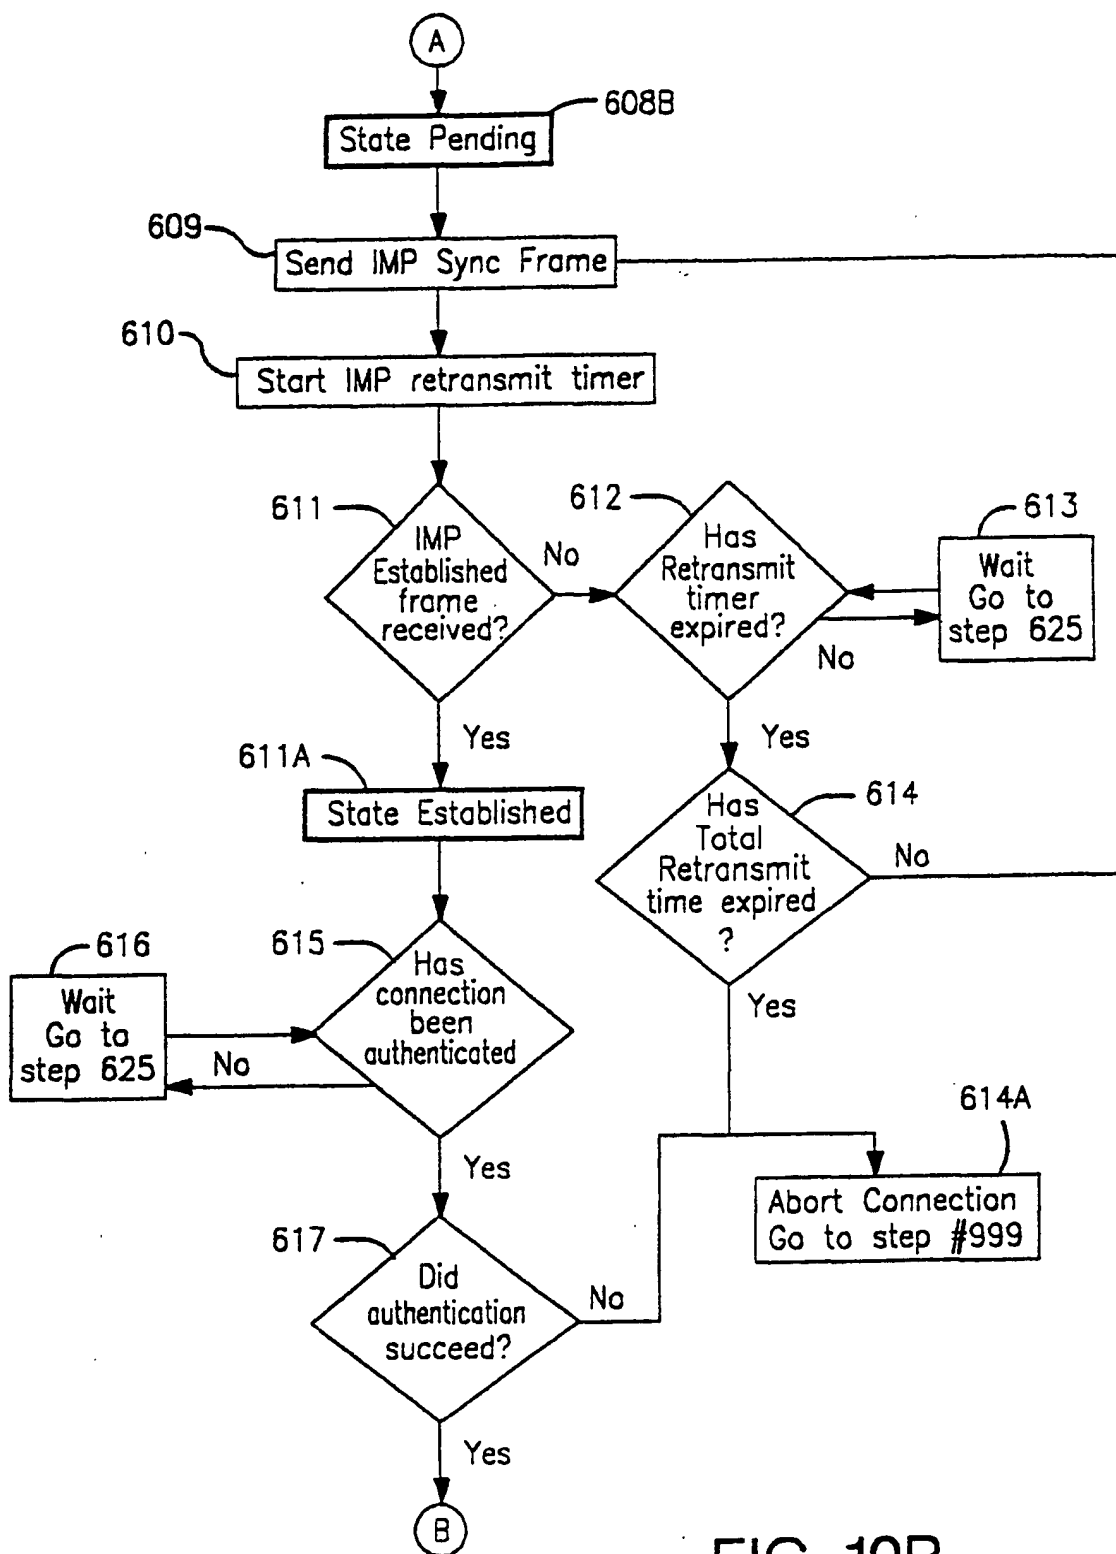 A
608B
State Pending
609
Send IMP Sync Frame
610
Start IMP retransmit timer
611
IMP
Established
frame
received?
No
612
Has
Retransmit
timer
expired?
No
613
Wait
Go to
step 625
Yes
Yes
611A
State Established
614
Has
Total
Retransmit
time expired
?
No
616
Wait
Go to
step 625
615
Has
connection
been
authenticated
No
Yes
Yes
614A
Abort Connection
Go to step #999
617
Did
authentication
succeed?
No
Yes
B
FIG. 10B